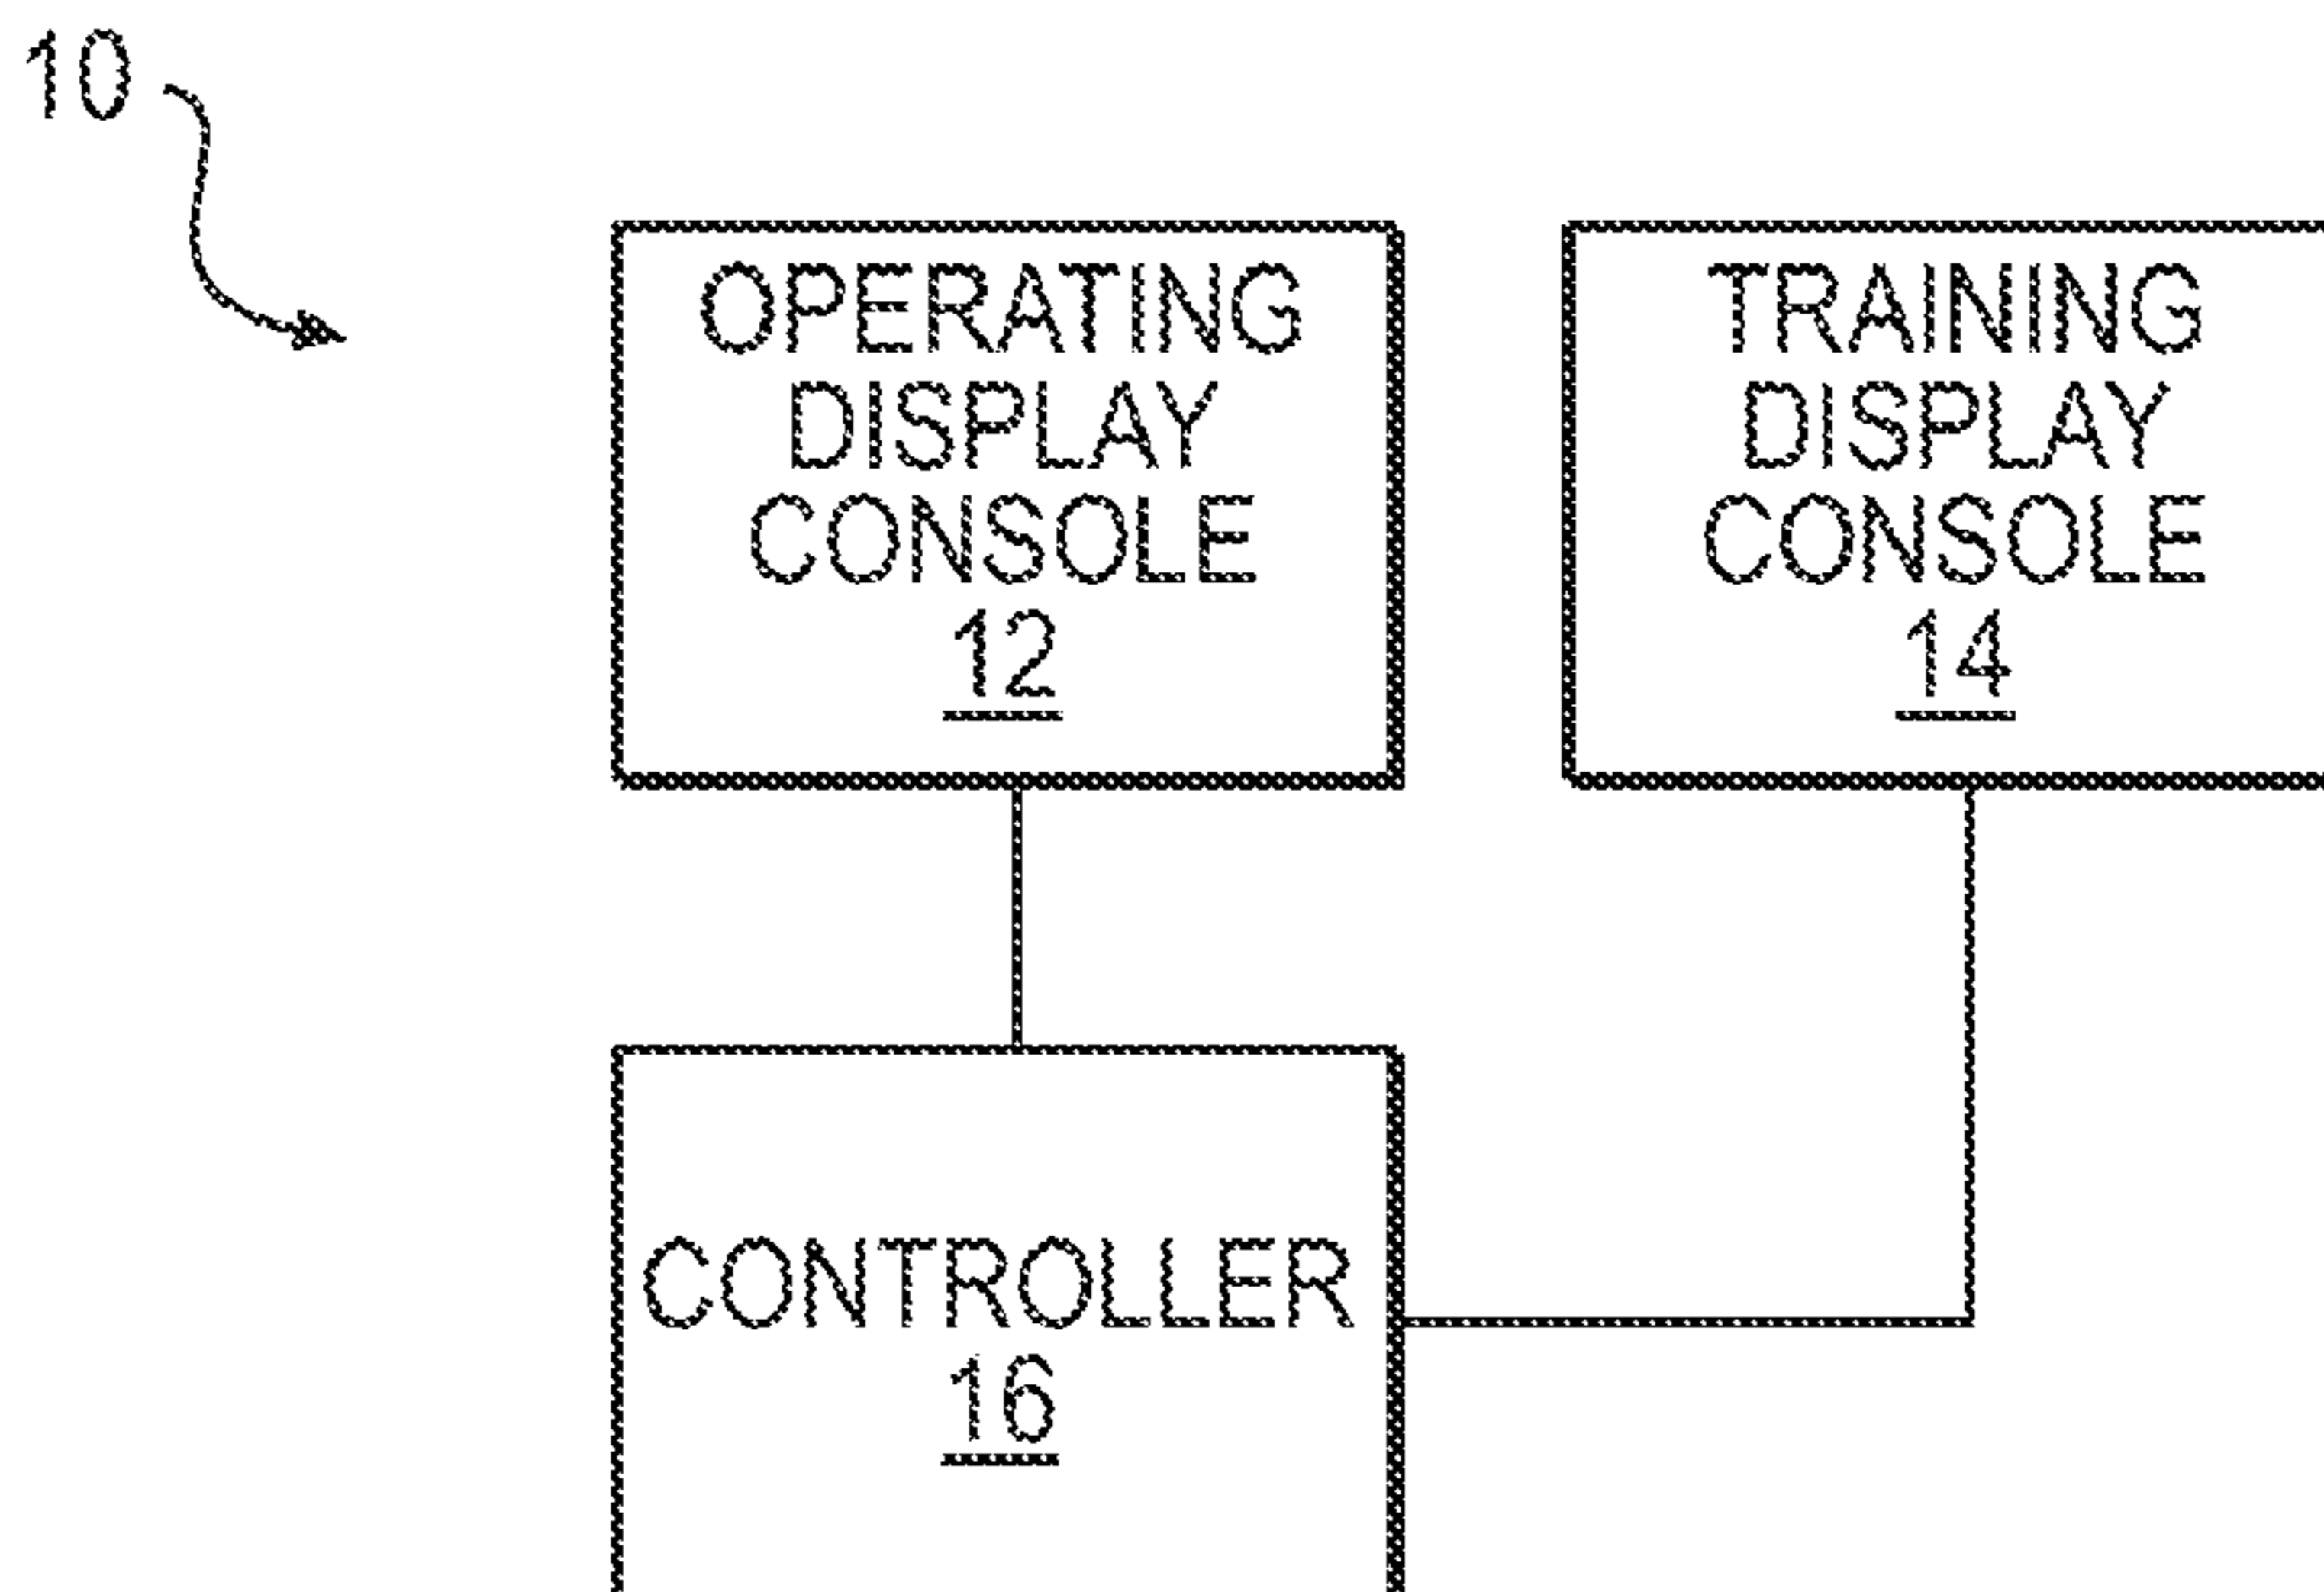 10
OPERATING
DISPLAY
CONSOLE
12
TRAINING
DISPLAY
CONSOLE
14
CONTROLLER
16